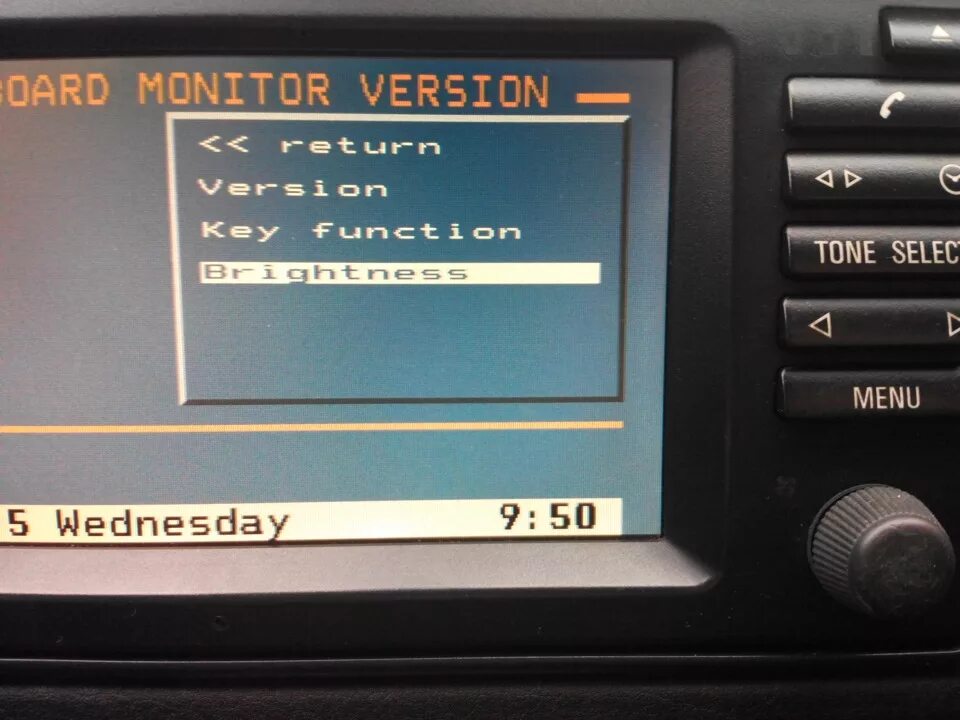 BOARD MONITOR VERSION
<< return
Version
Key function
Brightness
5 Wednesday 9:50
TONE SELECT
MENU